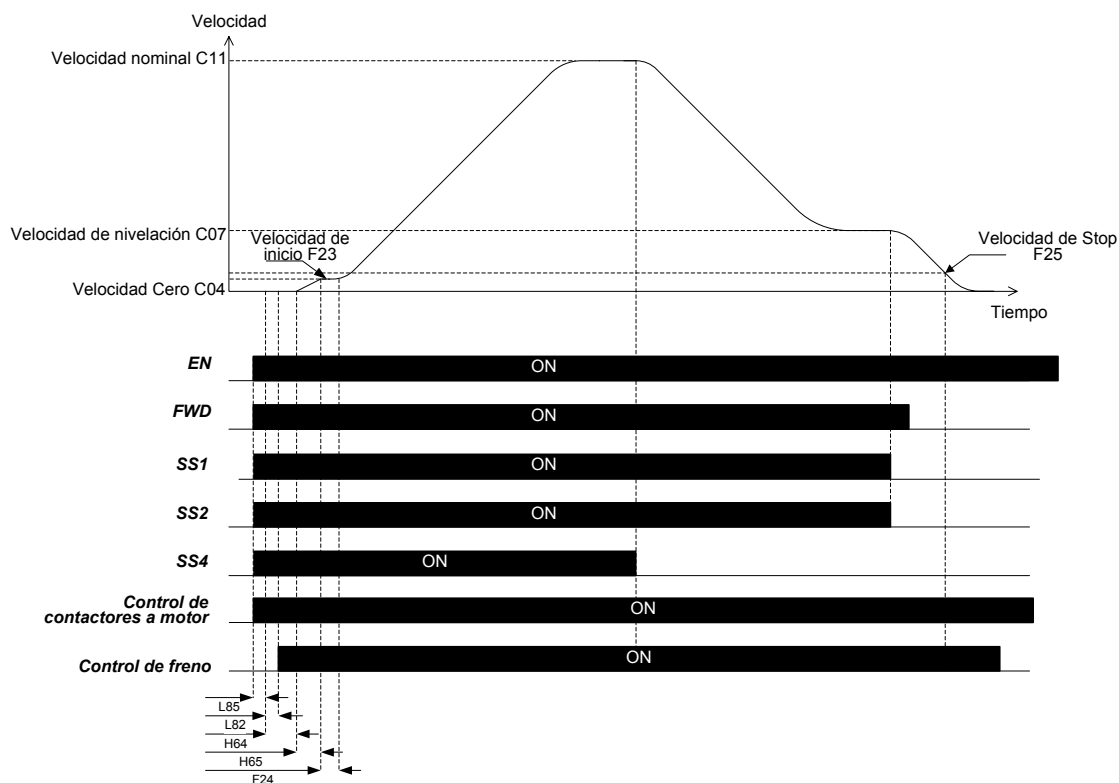 Velocidad
Velocidad nominal C11
Velocidad de nivelación C07
Velocidad de
inicio F23
Velocidad de Stop
F25
Velocidad Cero C04
Tiempo
EN
ON
FWD
ON
SS1
ON
SS2
ON
SS4
ON
Control de
contactores a motor
ON
Control de freno
ON
L85
L82
H64
H65
F24